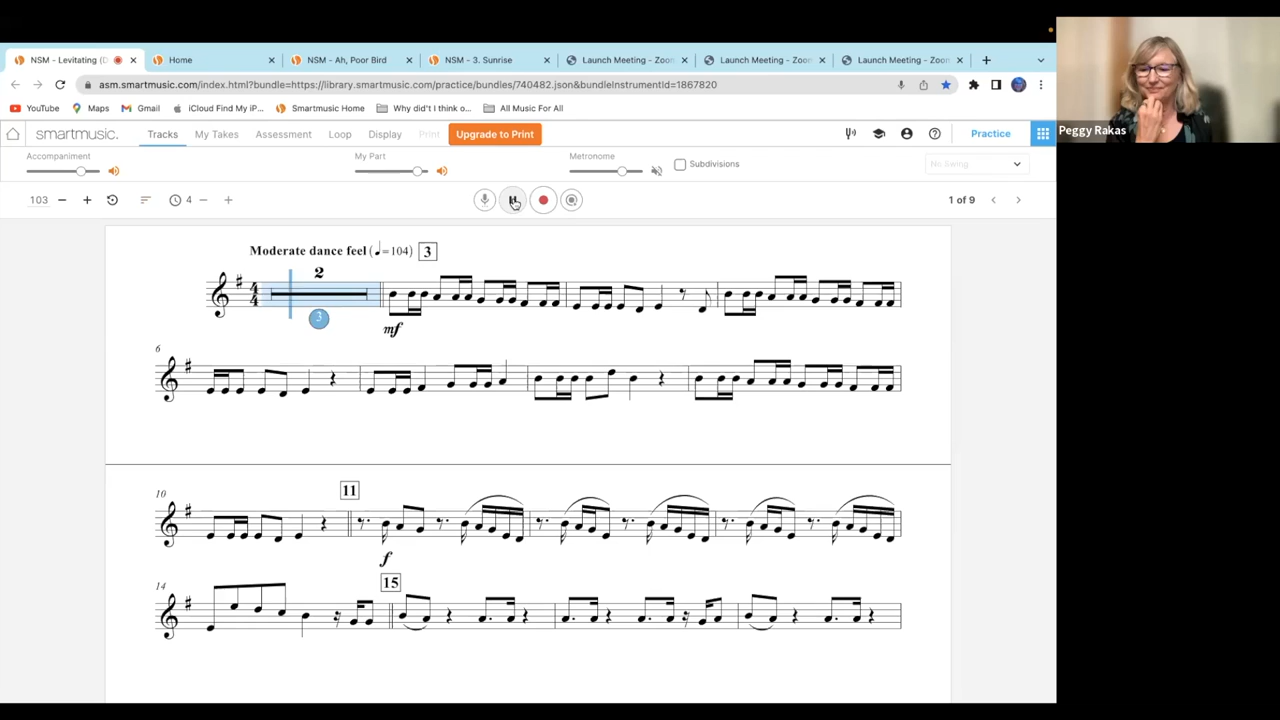 NSM - Levitating (D
Home
NSM - Ah, Poor Bird
NSM - 3. Sunrise
Launch Meeting - Zoom
Launch Meeting - Zoom
Launch Meeting - Zoom
asm.smartmusic.com/index.html?bundle=https://library.smartmusic.com/practice/bundles/740482.json&bundleInstrumentId=1867820
YouTube
Maps
Gmail
iCloud Find My iP...
Smartmusic Home
Why did't I think o...
All Music For All
smartmusic.
Tracks
My Takes
Assessment
Loop
Display
Print
Upgrade to Print
Practice
Peggy Rakas
Accompaniment
My Part
Metronome
Subdivisions
No Swing
103
4
1 of 9
Moderate dance feel (♩=104) 3
2
3
mf
6
10
11
f
14
15